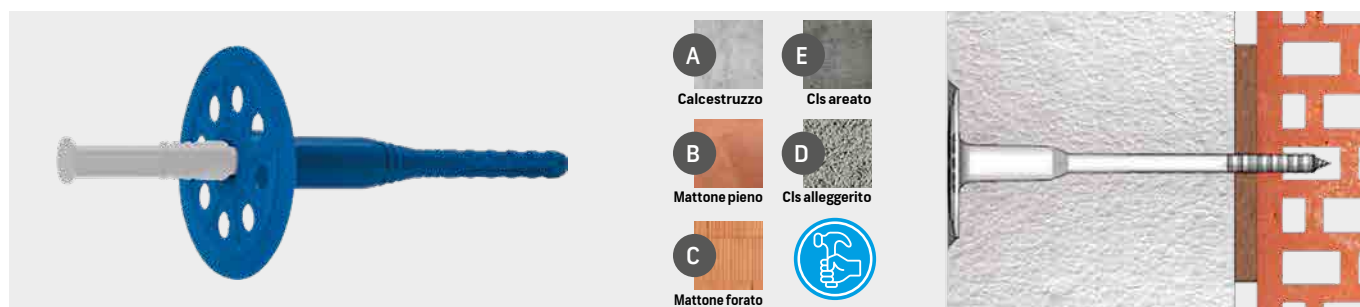 A
Calcestruzzo
E
Cls areato
B
Mattone pieno
D
Cls alleggerito
C
Mattone forato